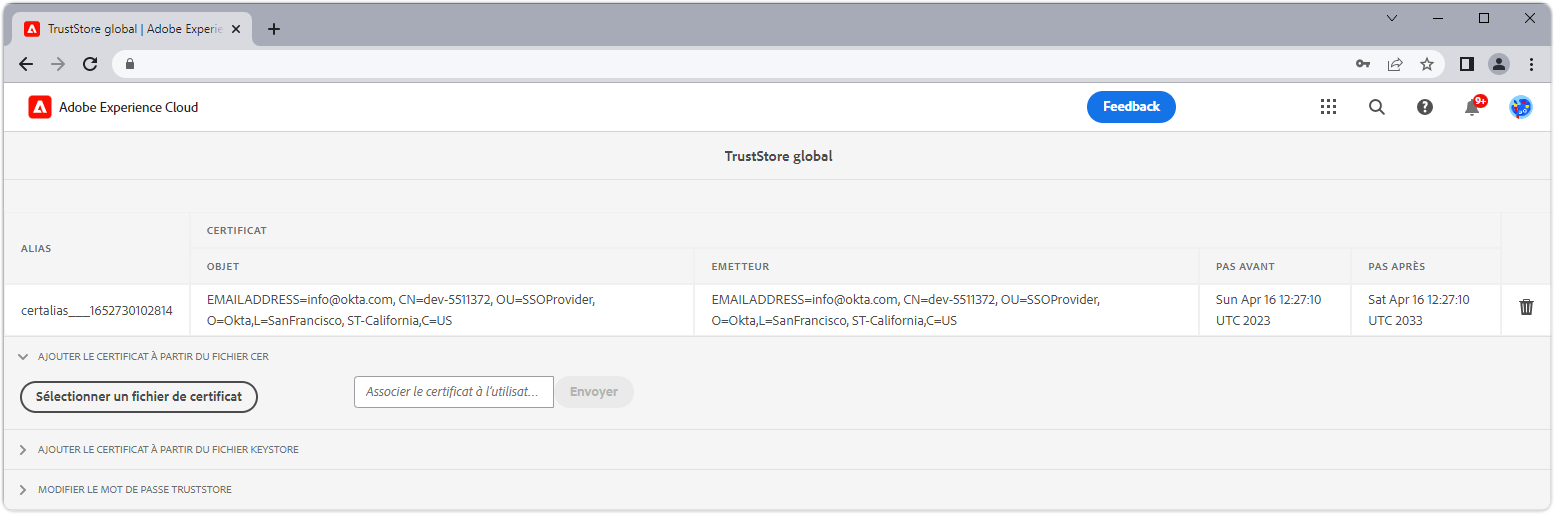 TrustStore global | Adobe Experie
Adobe Experience Cloud
Feedback
9+
TrustStore global
ALIAS
CERTIFICAT
OBJET
EMETTEUR
PAS AVANT
PAS APRÈS
certalias___1652730102814
EMAILADDRESS=info@okta.com, CN=dev-5511372, OU=SSOProvider,
O=Okta,L=SanFrancisco, ST-California,C=US
EMAILADDRESS=info@okta.com, CN=dev-5511372, OU=SSOProvider,
O=Okta,L=SanFrancisco, ST-California,C=US
Sun Apr 16 12:27:10
UTC 2023
Sat Apr 16 12:27:10
UTC 2033
AJOUTER LE CERTIFICAT À PARTIR DU FICHIER CER
Sélectionner un fichier de certificat
Associer le certificat à l'utilisat...
Envoyer
AJOUTER LE CERTIFICAT À PARTIR DU FICHIER KEYSTORE
MODIFIER LE MOT DE PASSE TRUSTSTORE